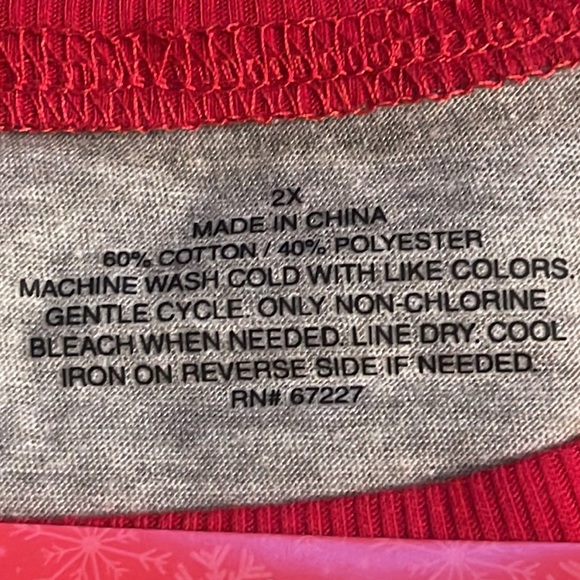 2X
MADE IN CHINA
60% COTTON / 40% POLYESTER
MACHINE WASH COLD WITH LIKE COLORS.
GENTLE CYCLE. ONLY NON-CHLORINE
BLEACH WHEN NEEDED. LINE DRY. COOL
IRON ON REVERSE SIDE IF NEEDED.
RN# 67227